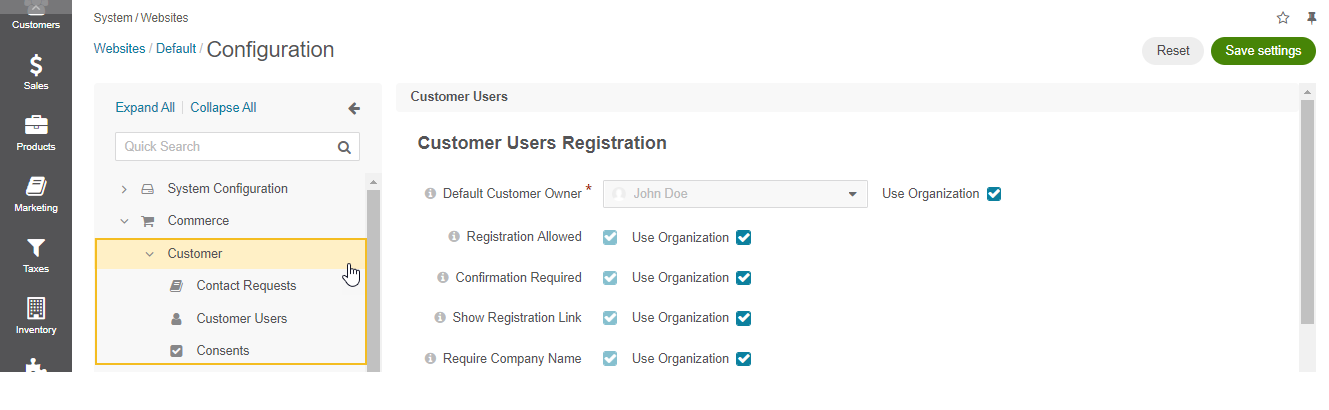 Customers
Sales
Products
Marketing
Taxes
Inventory
System / Websites
Websites / Default / Configuration
Reset
Save settings
Expand All | Collapse All
Quick Search
System Configuration
Commerce
Customer
Contact Requests
Customer Users
Consents
Customer Users
Customer Users Registration
Default Customer Owner * John Doe Use Organization
Registration Allowed Use Organization
Confirmation Required Use Organization
Show Registration Link Use Organization
Require Company Name Use Organization